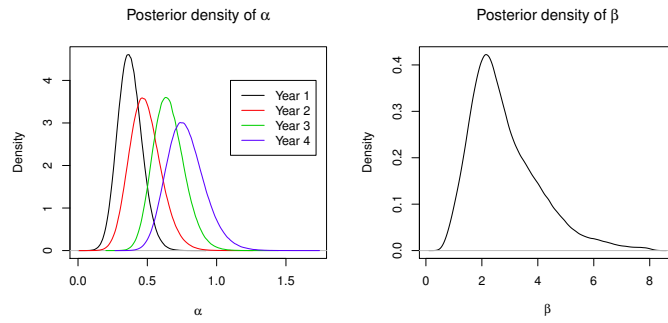 Posterior density of α
Density
0
1
2
3
4
Year 1
Year 2
Year 3
Year 4
0.0 0.5 1.0 1.5
α
Posterior density of β
Density
0.0
0.1
0.2
0.3
0.4
0 2 4 6 8
β